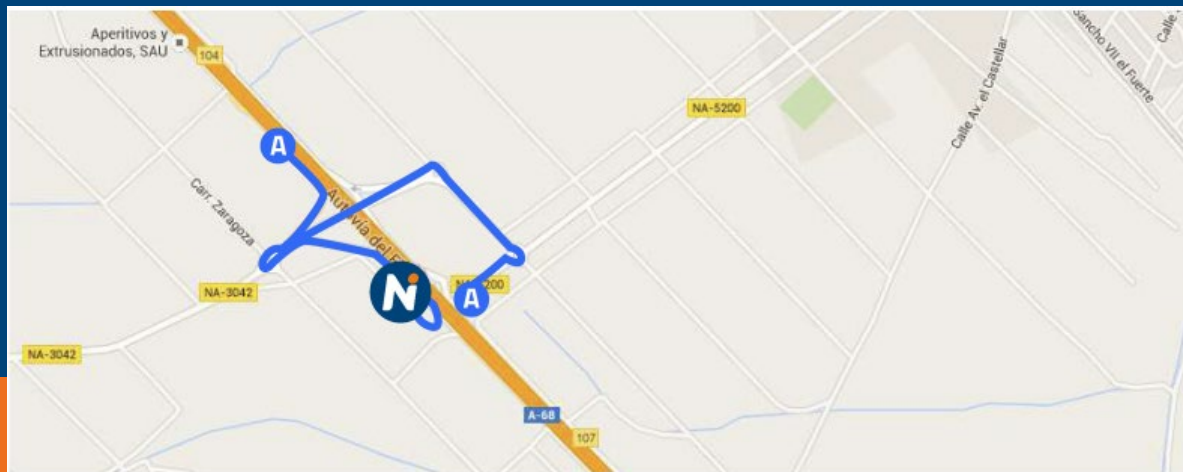 Aperitivos y
Extrusionados, SAU
104
NA-5200
Sancho VII el Fuerte
Calle
Calle Av. el Castellar
A
Carr. Zaragoza
Autovía del
N
NA-3042
200
A
NA-3042
A-68
107